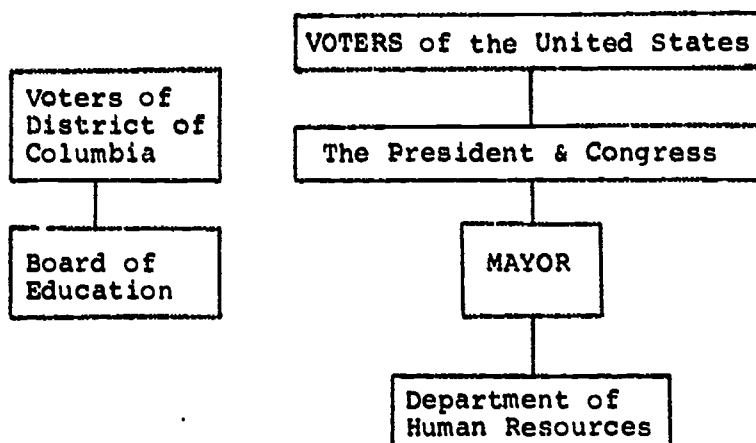 VOTERS of the United States
Voters of
District of
Columbia
The President & Congress
Board of
Education
MAYOR
Department of
Human Resources